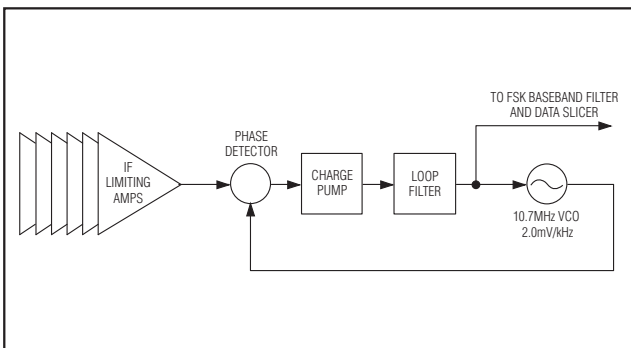 TO FSK BASEBAND FILTER
AND DATA SLICER
PHASE
DETECTOR
IF
LIMITING
AMPS
CHARGE
PUMP
LOOP
FILTER
10.7MHz VCO
2.0mV/kHz